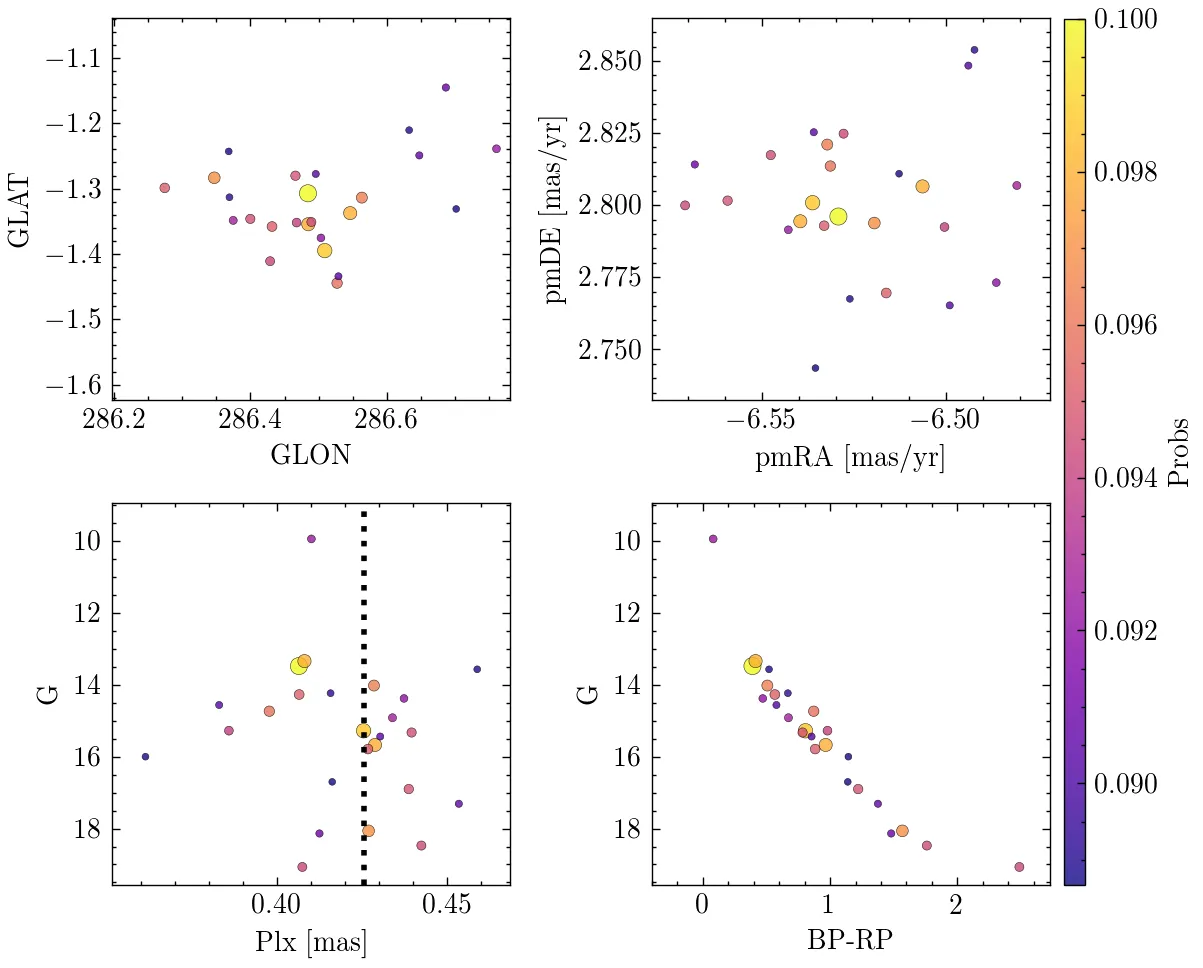 −1.1
−1.2
−1.3
−1.4
−1.5
−1.6
GLAT
286.2 286.4 286.6
GLON
2.850
2.825
2.800
2.775
2.750
pmDE [mas/yr]
−6.55 −6.50
pmRA [mas/yr]
10
12
14
16
18
G
0.40 0.45
Plx [mas]
10
12
14
16
18
G
0 1 2
BP-RP
0.100
0.098
0.096
0.094
0.092
0.090
Probs